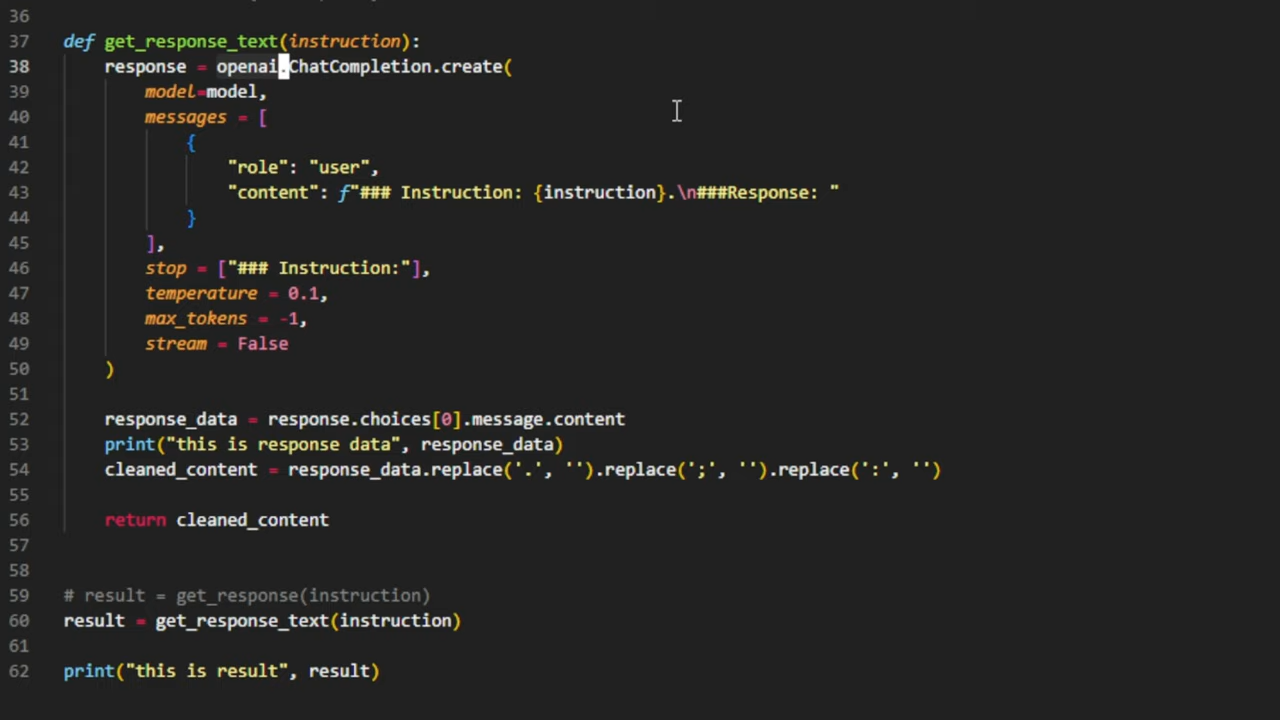 36
37 def get_response_text(instruction):
38 response = openai.ChatCompletion.create(
39 model=model,
40 messages = [
41 {
42 "role": "user",
43 "content": f"### Instruction: {instruction}.\n###Response: "
44 }
45 ],
46 stop = ["### Instruction:"],
47 temperature = 0.1,
48 max_tokens = -1,
49 stream = False
50 )
51
52 response_data = response.choices[0].message.content
53 print("this is response data", response_data)
54 cleaned_content = response_data.replace('.', '').replace(';', '').replace(':', '')
55
56 return cleaned_content
57
58
59 # result = get_response(instruction)
60 result = get_response_text(instruction)
61
62 print("this is result", result)